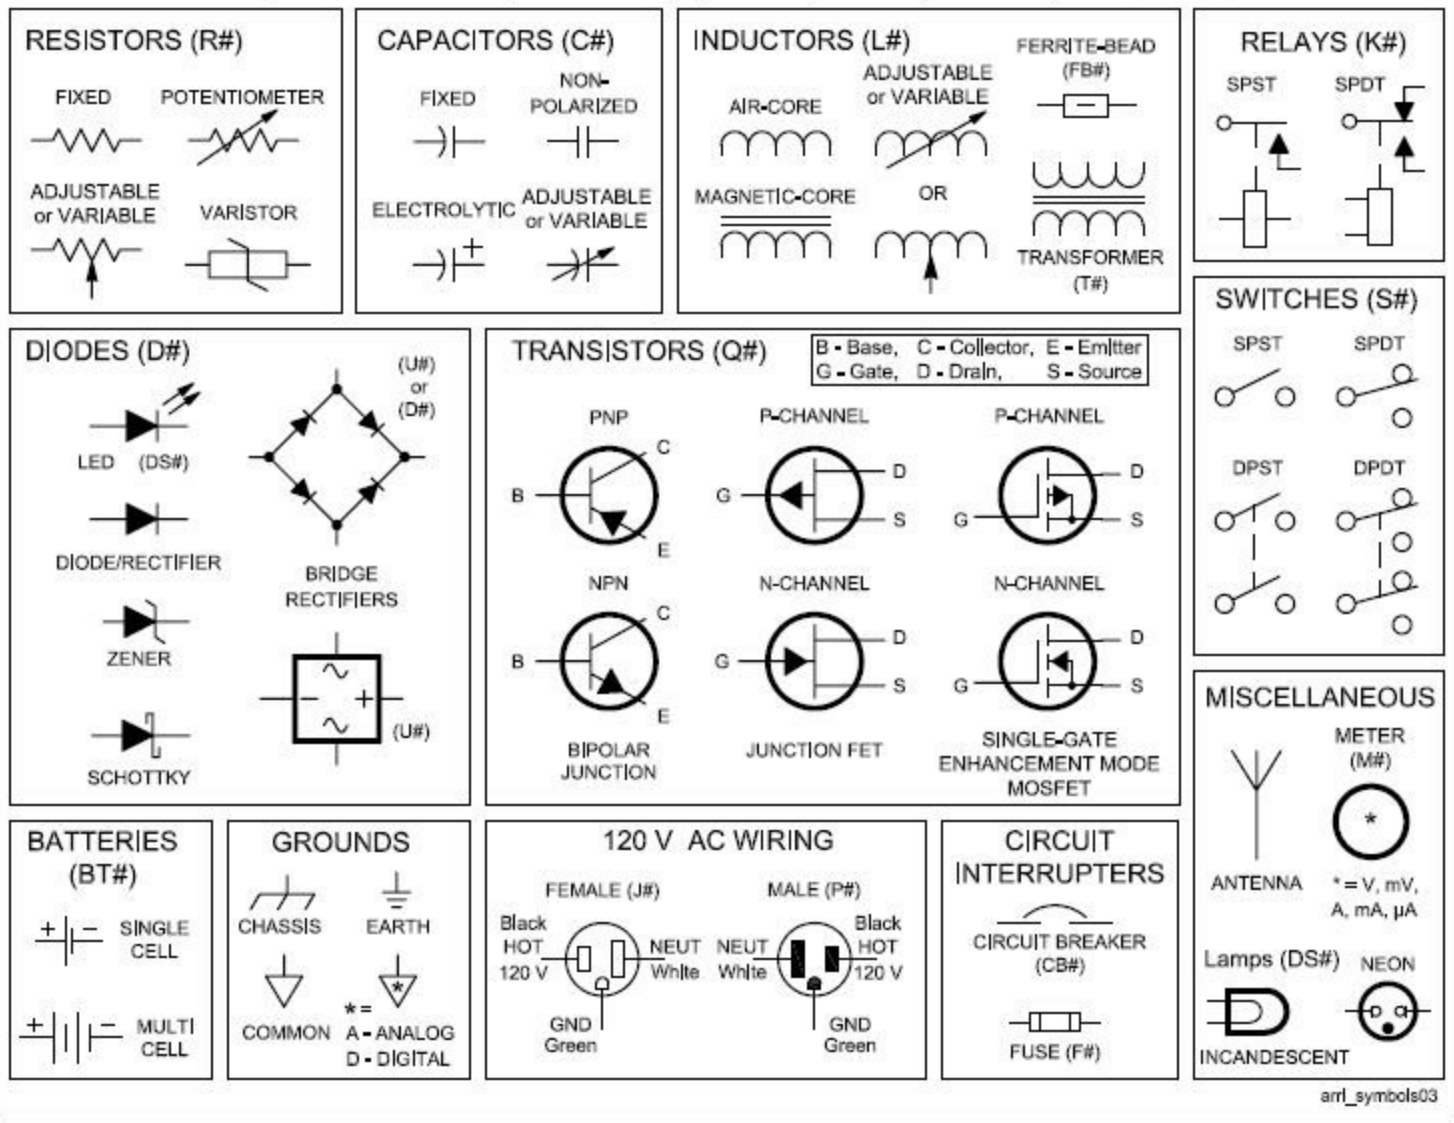 RESISTORS (R#)
FIXED
POTENTIOMETER
ADJUSTABLE
or VARIABLE
VARISTOR
CAPACITORS (C#)
FIXED
NON-
POLARIZED
ELECTROLYTIC
+
ADJUSTABLE
or VARIABLE
INDUCTORS (L#)
AIR-CORE
ADJUSTABLE
or VARIABLE
FERRITE-BEAD
(FB#)
MAGNETIC-CORE
OR
TRANSFORMER
(T#)
RELAYS (K#)
SPST
SPDT
SWITCHES (S#)
SPST
SPDT
DPST
DPDT
DIODES (D#)
LED (DS#)
DIODE/RECTIFIER
ZENER
SCHOTTKY
(U#)
or
(D#)
BRIDGE
RECTIFIERS
- +
(U#)
TRANSISTORS (Q#)
B - Base, C - Collector, E - Emitter
G - Gate, D - Drain, S - Source
PNP
B
C
E
P-CHANNEL
G
D
S
P-CHANNEL
G
D
S
NPN
B
C
E
N-CHANNEL
G
D
S
N-CHANNEL
G
D
S
BIPOLAR
JUNCTION
JUNCTION FET
SINGLE-GATE
ENHANCEMENT MODE
MOSFET
BATTERIES
(BT#)
+ -
SINGLE
CELL
+ -
MULTI
CELL
GROUNDS
CHASSIS
EARTH
COMMON
*
* =
A - ANALOG
D - DIGITAL
120 V AC WIRING
FEMALE (J#)
Black
HOT
120 V
NEUT
White
GND
Green
MALE (P#)
NEUT
White
Black
HOT
120 V
GND
Green
CIRCUIT
INTERRUPTERS
CIRCUIT BREAKER
(CB#)
FUSE (F#)
MISCELLANEOUS
ANTENNA
METER
(M#)
*
* = V, mV,
A, mA, µA
Lamps (DS#)
INCANDESCENT
NEON
arrl_symbols03